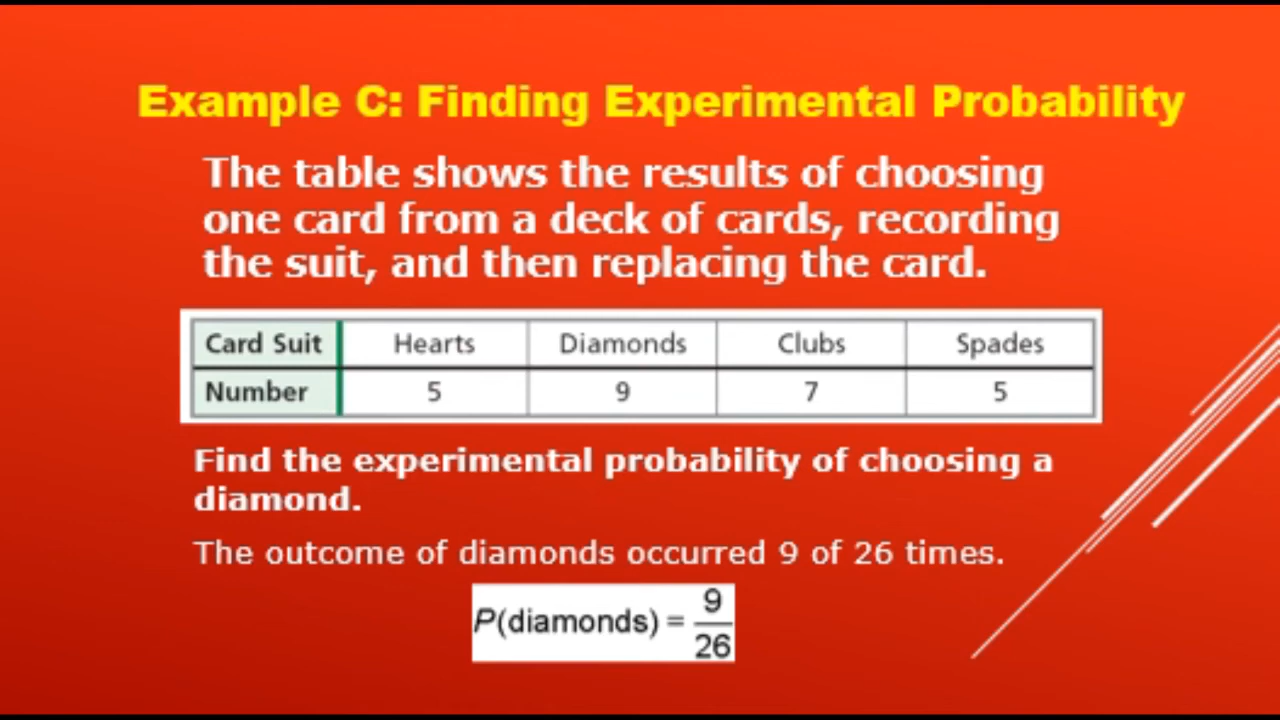 Example C: Finding Experimental Probability
The table shows the results of choosing
one card from a deck of cards, recording
the suit, and then replacing the card.
Card Suit Hearts Diamonds Clubs Spades
Number 5 9 7 5
Find the experimental probability of choosing a
diamond.
The outcome of diamonds occurred 9 of 26 times.
P(diamonds) = 9/26